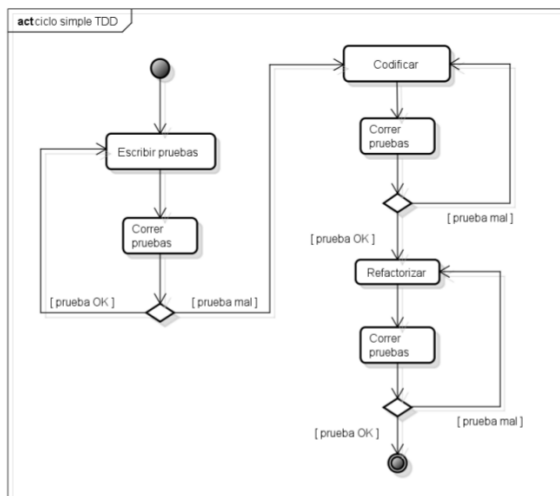 act ciclo simple TDD
Escribir pruebas
Correr
pruebas
[ prueba OK ]
[ prueba mal ]
Codificar
Correr
pruebas
[ prueba mal ]
[ prueba OK ]
Refactorizar
Correr
pruebas
[ prueba mal ]
[ prueba OK ]